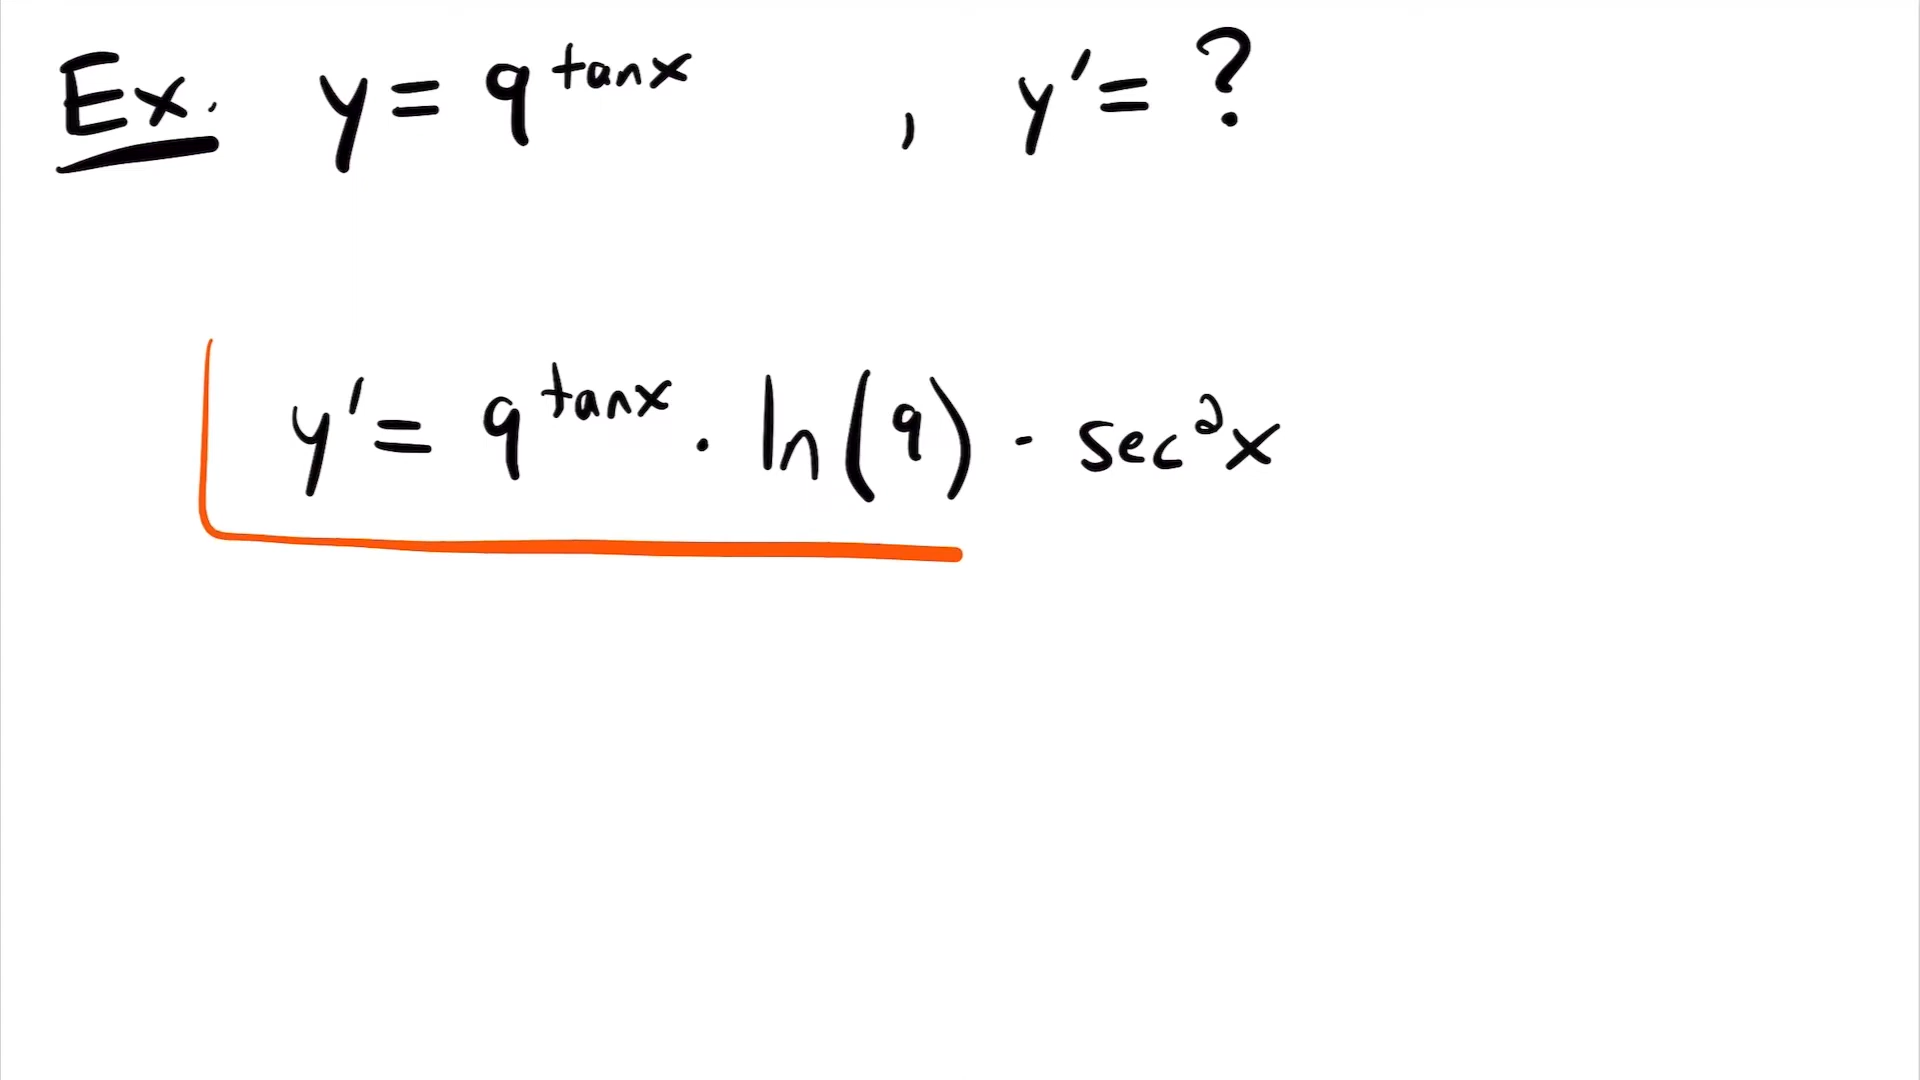 Ex. y = 9^tanx , y' = ?
y' = 9^tanx · ln(9) · sec²x